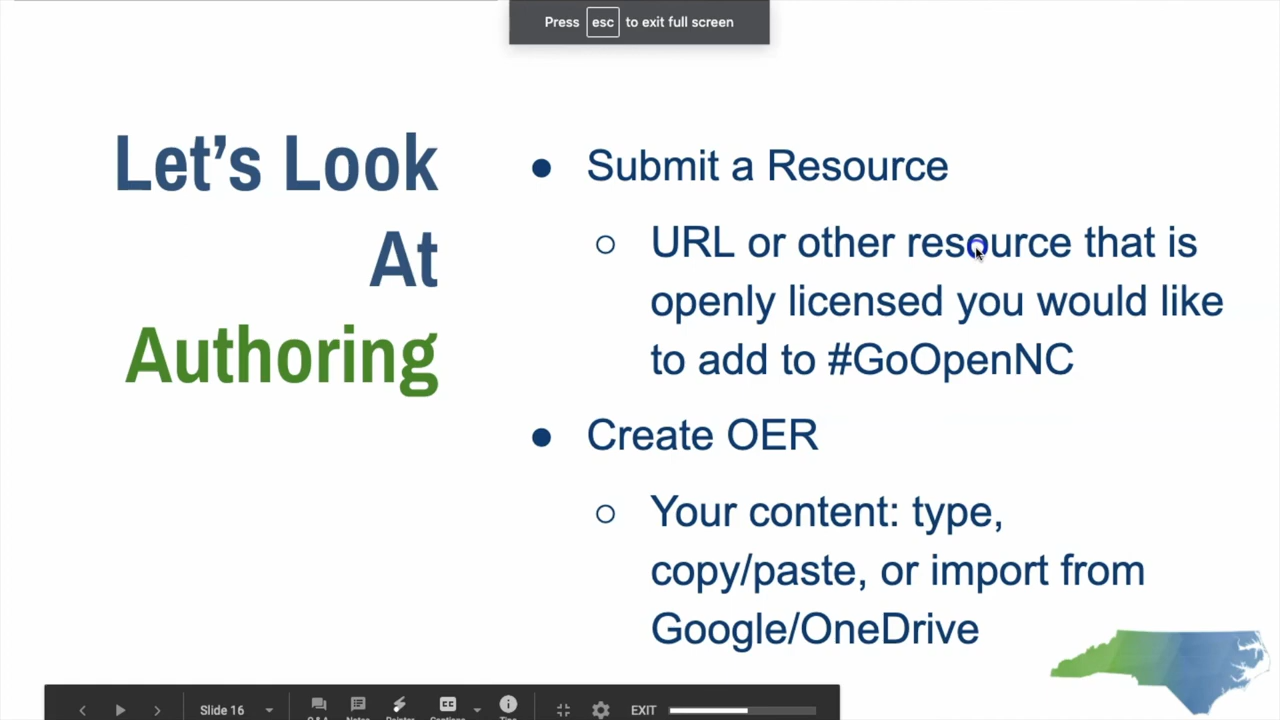 Press esc to exit full screen
Let's Look
At
Authoring
● Submit a Resource
○ URL or other resource that is
openly licensed you would like
to add to #GoOpenNC
● Create OER
○ Your content: type,
copy/paste, or import from
Google/OneDrive
Slide 16 CC EXIT